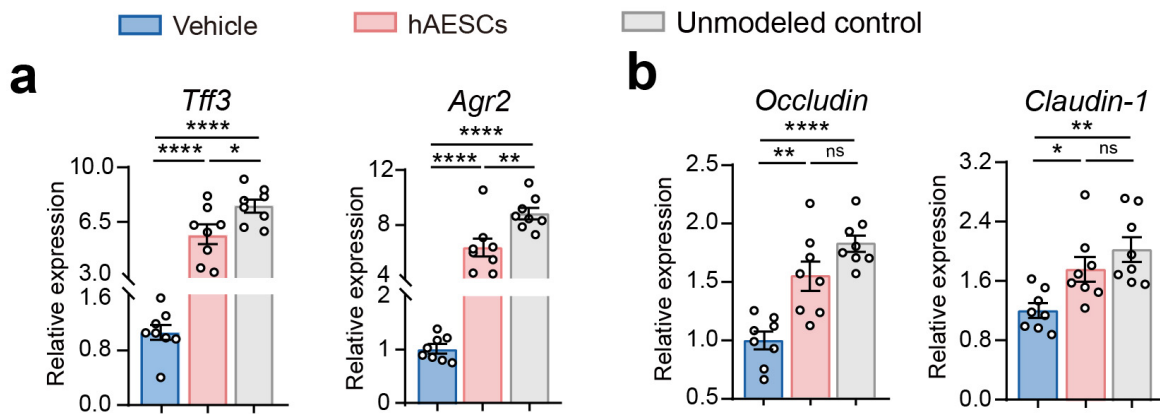 Vehicle
hAESCs
Unmodeled control
a
b
Tff3
Agr2
Occludin
Claudin-1
****
**** *
****
**** **
****
** ns
**
* ns
Relative expression
10.0
6.5
3.0
1.6
0.8
0.0
Relative expression
12
8
4
2
1
0
Relative expression
2.5
2.0
1.5
1.0
0.5
Relative expression
3.2
2.4
1.6
0.8
0.0